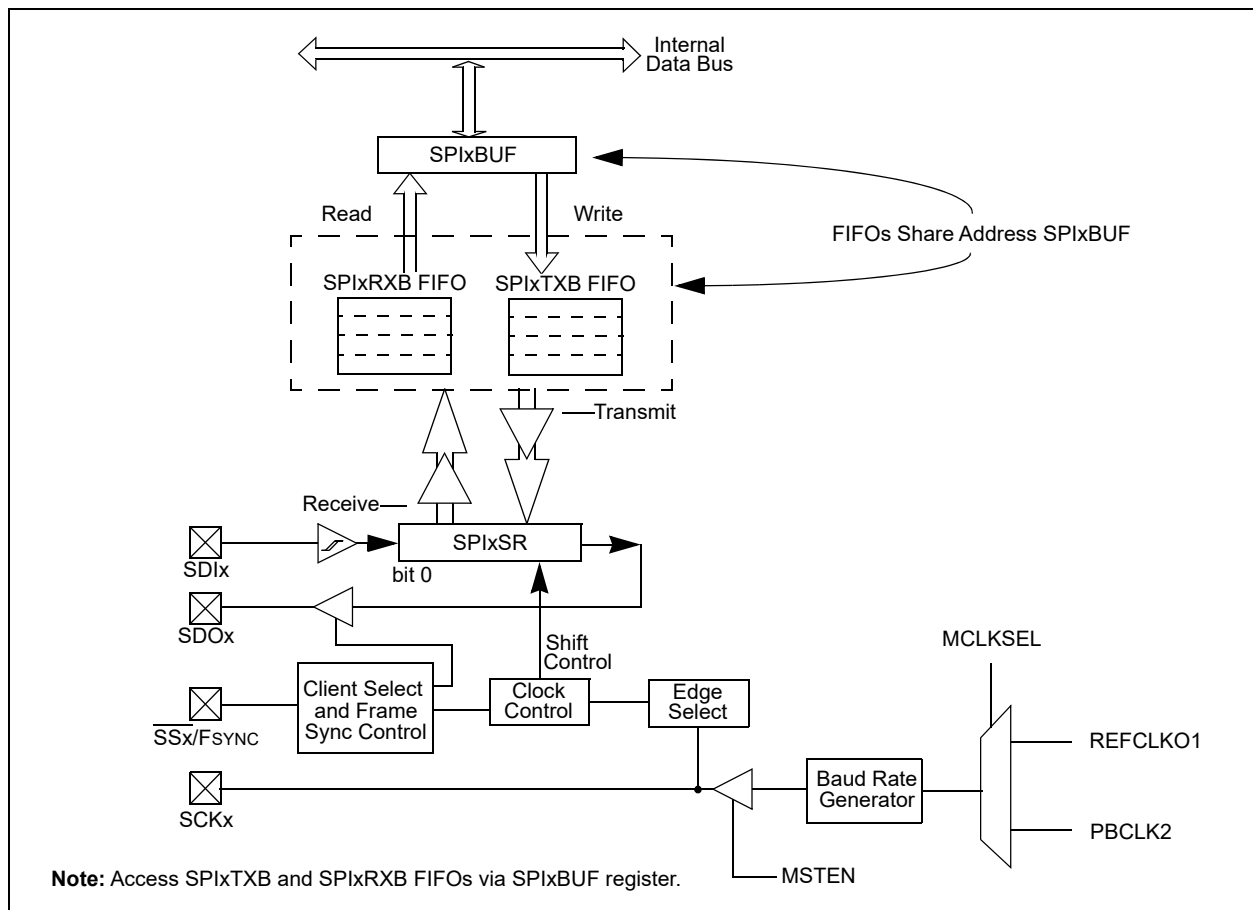 Internal
Data Bus
SPIxBUF
Read
Write
FIFOs Share Address SPIxBUF
SPIxRXB FIFO
SPIxTXB FIFO
Transmit
Receive
SPIxSR
SDIx
bit 0
SDOx
Shift
Control
MCLKSEL
Client Select
and Frame
Sync Control
Clock
Control
Edge
Select
SSx/FSYNC
REFCLKO1
Baud Rate
Generator
SCKx
PBCLK2
MSTEN
Note: Access SPIxTXB and SPIxRXB FIFOs via SPIxBUF register.